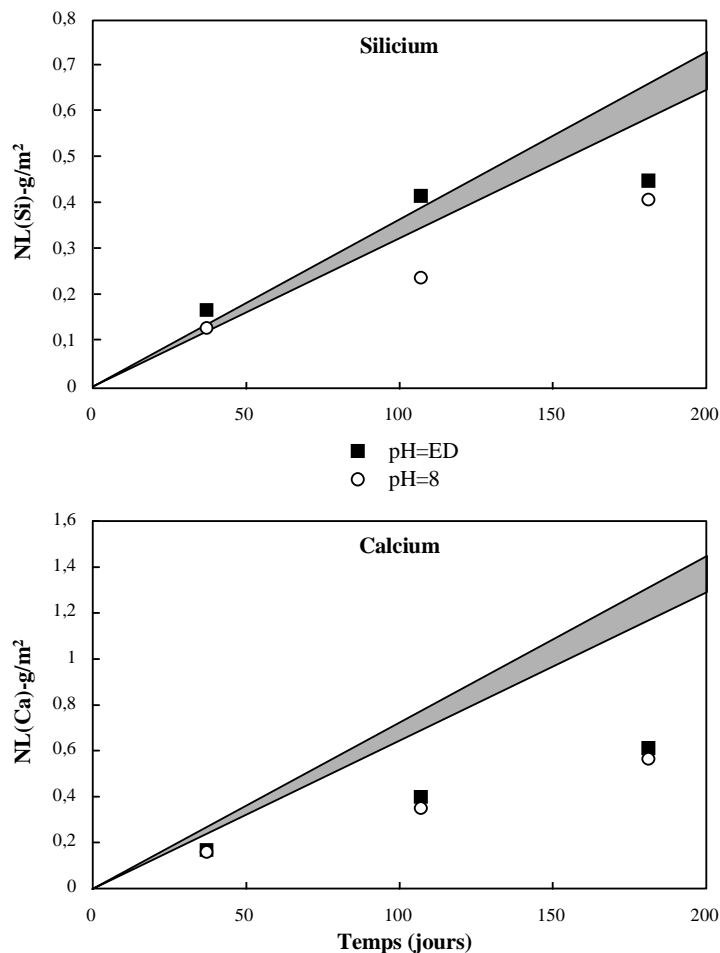 Silicium
NL(Si)-g/m²
0,8
0,7
0,6
0,5
0,4
0,3
0,2
0,1
0
0 50 100 150 200
pH=ED
pH=8
Calcium
NL(Ca)-g/m²
1,6
1,4
1,2
1
0,8
0,6
0,4
0,2
0
0 50 100 150 200
Temps (jours)